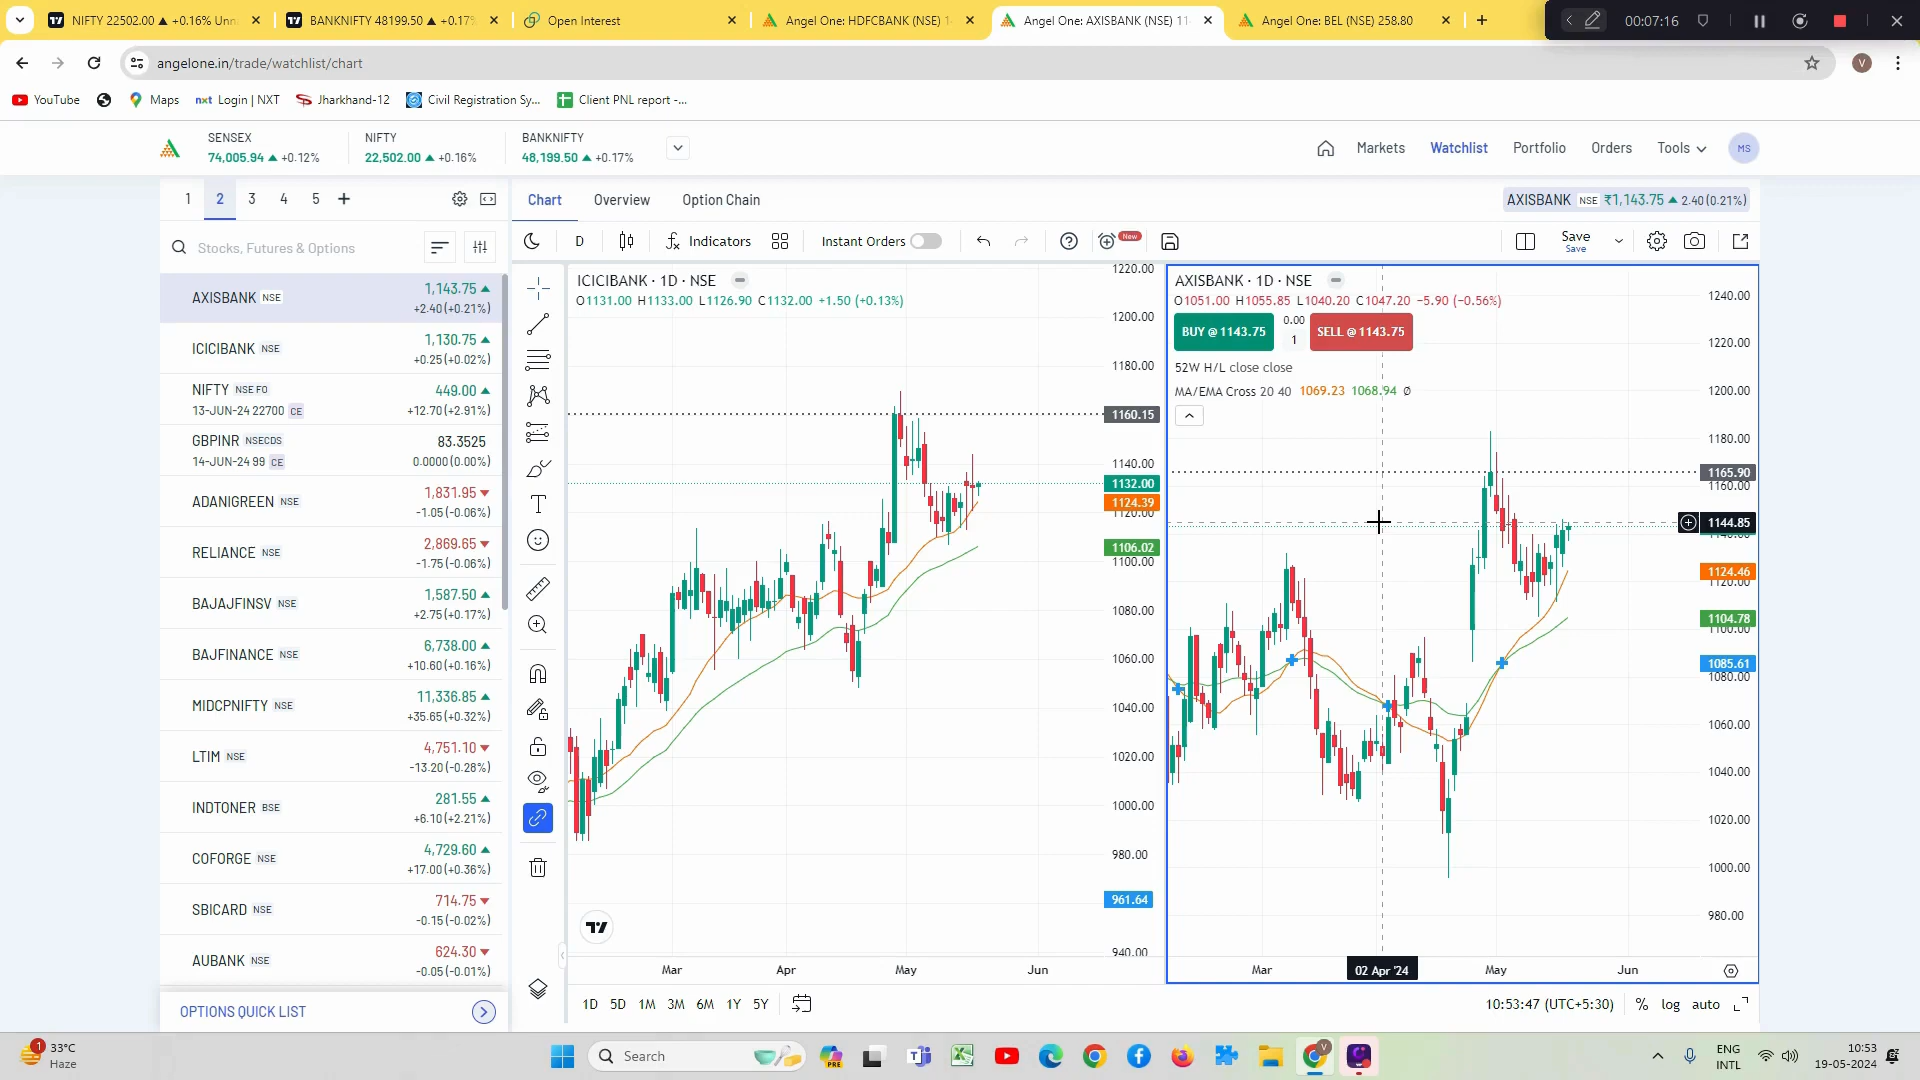 NIFTY 22502.00 ▲ +0.16% Unn
BANKNIFTY 48199.50 ▲ +0.17%
Open Interest
Angel One: HDFCBANK (NSE) 1
Angel One: AXISBANK (NSE) 11
Angel One: BEL (NSE) 258.80
00:07:16
angelone.in/trade/watchlist/chart
V
YouTube
Maps
nxt Login | NXT
Jharkhand-12
Civil Registration Sy...
Client PNL report -...
SENSEX
74,005.94 ▲ +0.12%
NIFTY
22,502.00 ▲ +0.16%
BANKNIFTY
48,199.50 ▲ +0.17%
Markets
Watchlist
Portfolio
Orders
Tools
MS
1 2 3 4 5 +
Stocks, Futures & Options
AXISBANK NSE 1,143.75 ▲
+2.40 (+0.21%)
ICICIBANK NSE 1,130.75 ▲
+0.25 (+0.02%)
NIFTY NSE FO 449.00 ▲
13-JUN-24 22700 CE +12.70 (+2.91%)
GBPINR NSECDS 83.3525
14-JUN-24 99 CE 0.0000 (0.00%)
ADANIGREEN NSE 1,831.95 ▼
-1.05 (-0.06%)
RELIANCE NSE 2,869.65 ▼
-1.75 (-0.06%)
BAJAJFINSV NSE 1,587.50 ▲
+2.75 (+0.17%)
BAJFINANCE NSE 6,738.00 ▲
+10.60 (+0.16%)
MIDCPNIFTY NSE 11,336.85 ▲
+35.65 (+0.32%)
LTIM NSE 4,751.10 ▼
-13.20 (-0.28%)
INDTONER BSE 281.55 ▲
+6.10 (+2.21%)
COFORGE NSE 4,729.60 ▲
+17.00 (+0.36%)
SBICARD NSE 714.75 ▼
-0.15 (-0.02%)
AUBANK NSE 624.30 ▼
-0.05 (-0.01%)
OPTIONS QUICK LIST
Chart Overview Option Chain
AXISBANK NSE ₹1,143.75 ▲ 2.40 (0.21%)
D
Indicators
Instant Orders
New
Save
Save
ICICIBANK · 1D · NSE
O1131.00 H1133.00 L1126.90 C1132.00 +1.50 (+0.13%)
1220.00
1200.00
1180.00
1160.15
1140.00
1132.00
1124.39
1120.00
1106.02
1100.00
1080.00
1060.00
1040.00
1020.00
1000.00
980.00
961.64
940.00
Mar Apr May Jun
AXISBANK · 1D · NSE
O1051.00 H1055.85 L1040.20 C1047.20 −5.90 (−0.56%)
BUY @ 1143.75
0.00
1
SELL @ 1143.75
52W H/L close close
MA/EMA Cross 20 40 1069.23 1068.94 Ø
1240.00
1220.00
1200.00
1180.00
1165.90
1160.00
1144.85
1140.00
1124.46
1120.00
1104.78
1100.00
1085.61
1080.00
1060.00
1040.00
1020.00
1000.00
980.00
Mar 02 Apr '24 May Jun
1D 5D 1M 3M 6M 1Y 5Y
10:53:47 (UTC+5:30) % log auto
1
33°C
Haze
Search
PRE
V
ENG
INTL
10:53
19-05-2024